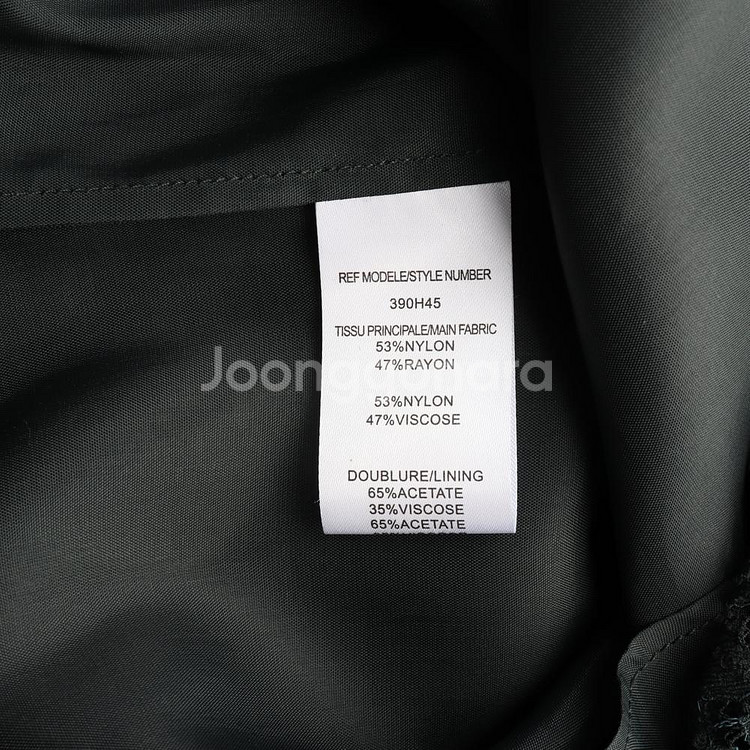 REF MODELE/STYLE NUMBER
390H45
TISSU PRINCIPALE/MAIN FABRIC
53%NYLON
47%RAYON
Joongonara
53%NYLON
47%VISCOSE
DOUBLURE/LINING
65%ACETATE
35%VISCOSE
65%ACETATE